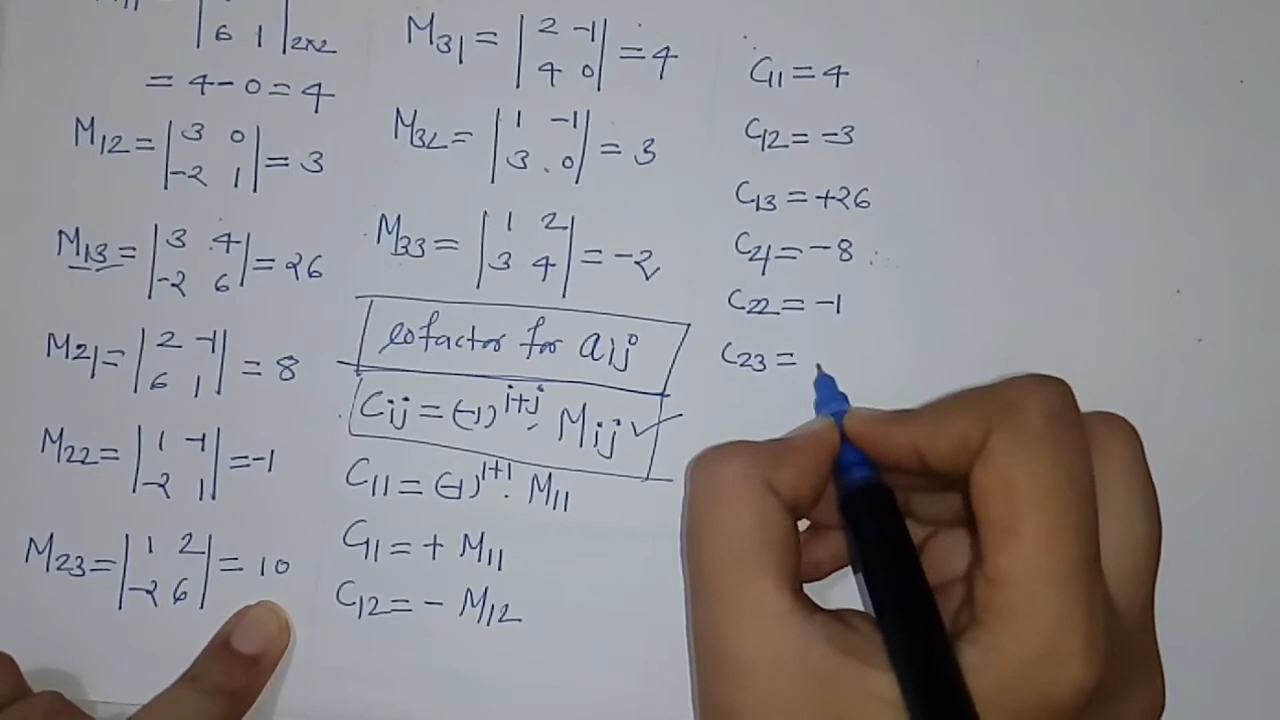 M11 | 6 1 | 2×2
= 4 - 0 = 4
M12 = | 3 0 |
| -2 1 | = 3
M13 = | 3 4 |
| -2 6 | = 26
M21 = | 2 -1 |
| 6 1 | = 8
M22 = | 1 -1 |
| -2 1 | = -1
M23 = | 1 2 |
| -2 6 | = 10
M31 = | 2 -1 |
| 4 0 | = 4
M32 = | 1 -1 |
| 3 0 | = 3
M33 = | 1 2 |
| 3 4 | = -2
cofactor for aij
Cij = (-1)^i+j . Mij ✓
C11 = (-1)^1+1 . M11
C11 = + M11
C12 = - M12
C11 = 4
C12 = -3
C13 = +26
C21 = -8
C22 = -1
C23 =